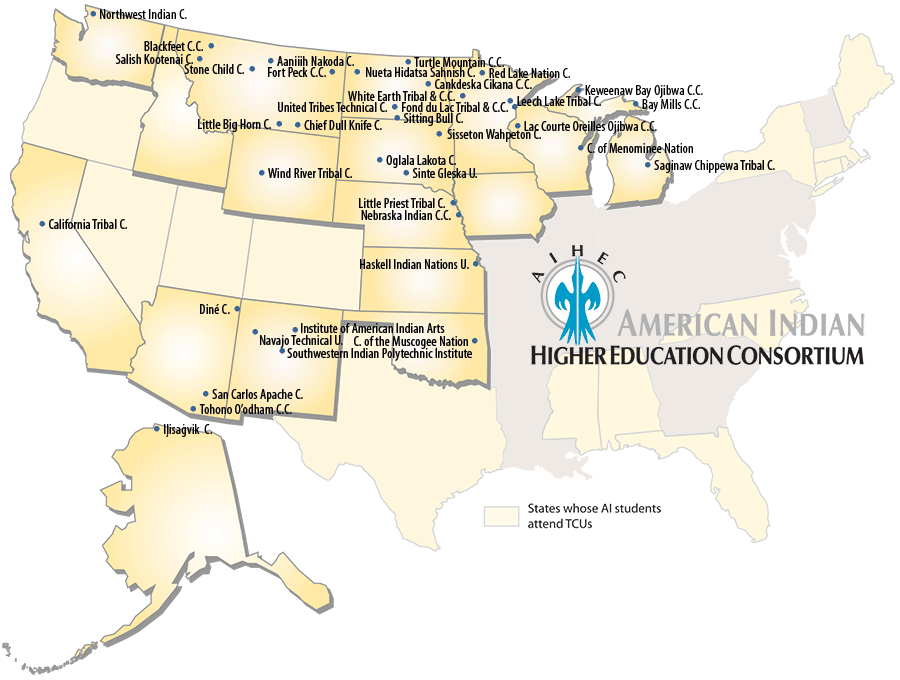 Northwest Indian C.
Blackfeet C.C.
Salish Kootenai C.
Stone Child C.
Aaniiih Nakoda C.
Fort Peck C.C.
Turtle Mountain C.C.
Nueta Hidatsa Sahnish C.
Red Lake Nation C.
Cankdeska Cikana C.C.
White Earth Tribal & C.C.
United Tribes Technical C.
Fond du Lac Tribal & C.C.
Leech Lake Tribal C.
Keweenaw Bay Ojibwa C.C.
Bay Mills C.C.
Sitting Bull C.
Little Big Horn C.
Chief Dull Knife C.
Sisseton Wahpeton C.
Lac Courte Oreilles Ojibwa C.C.
C. of Menominee Nation
Saginaw Chippewa Tribal C.
Oglala Lakota C.
Wind River Tribal C.
Sinte Gleska U.
Little Priest Tribal C.
Nebraska Indian C.C.
California Tribal C.
Haskell Indian Nations U.
Diné C.
Institute of American Indian Arts
Navajo Technical U.
C. of the Muscogee Nation
Southwestern Indian Polytechnic Institute
San Carlos Apache C.
Tohono O'odham C.C.
Iḷisaġvik C.
AIHEC
AMERICAN INDIAN
HIGHER EDUCATION CONSORTIUM
States whose AI students
attend TCUs